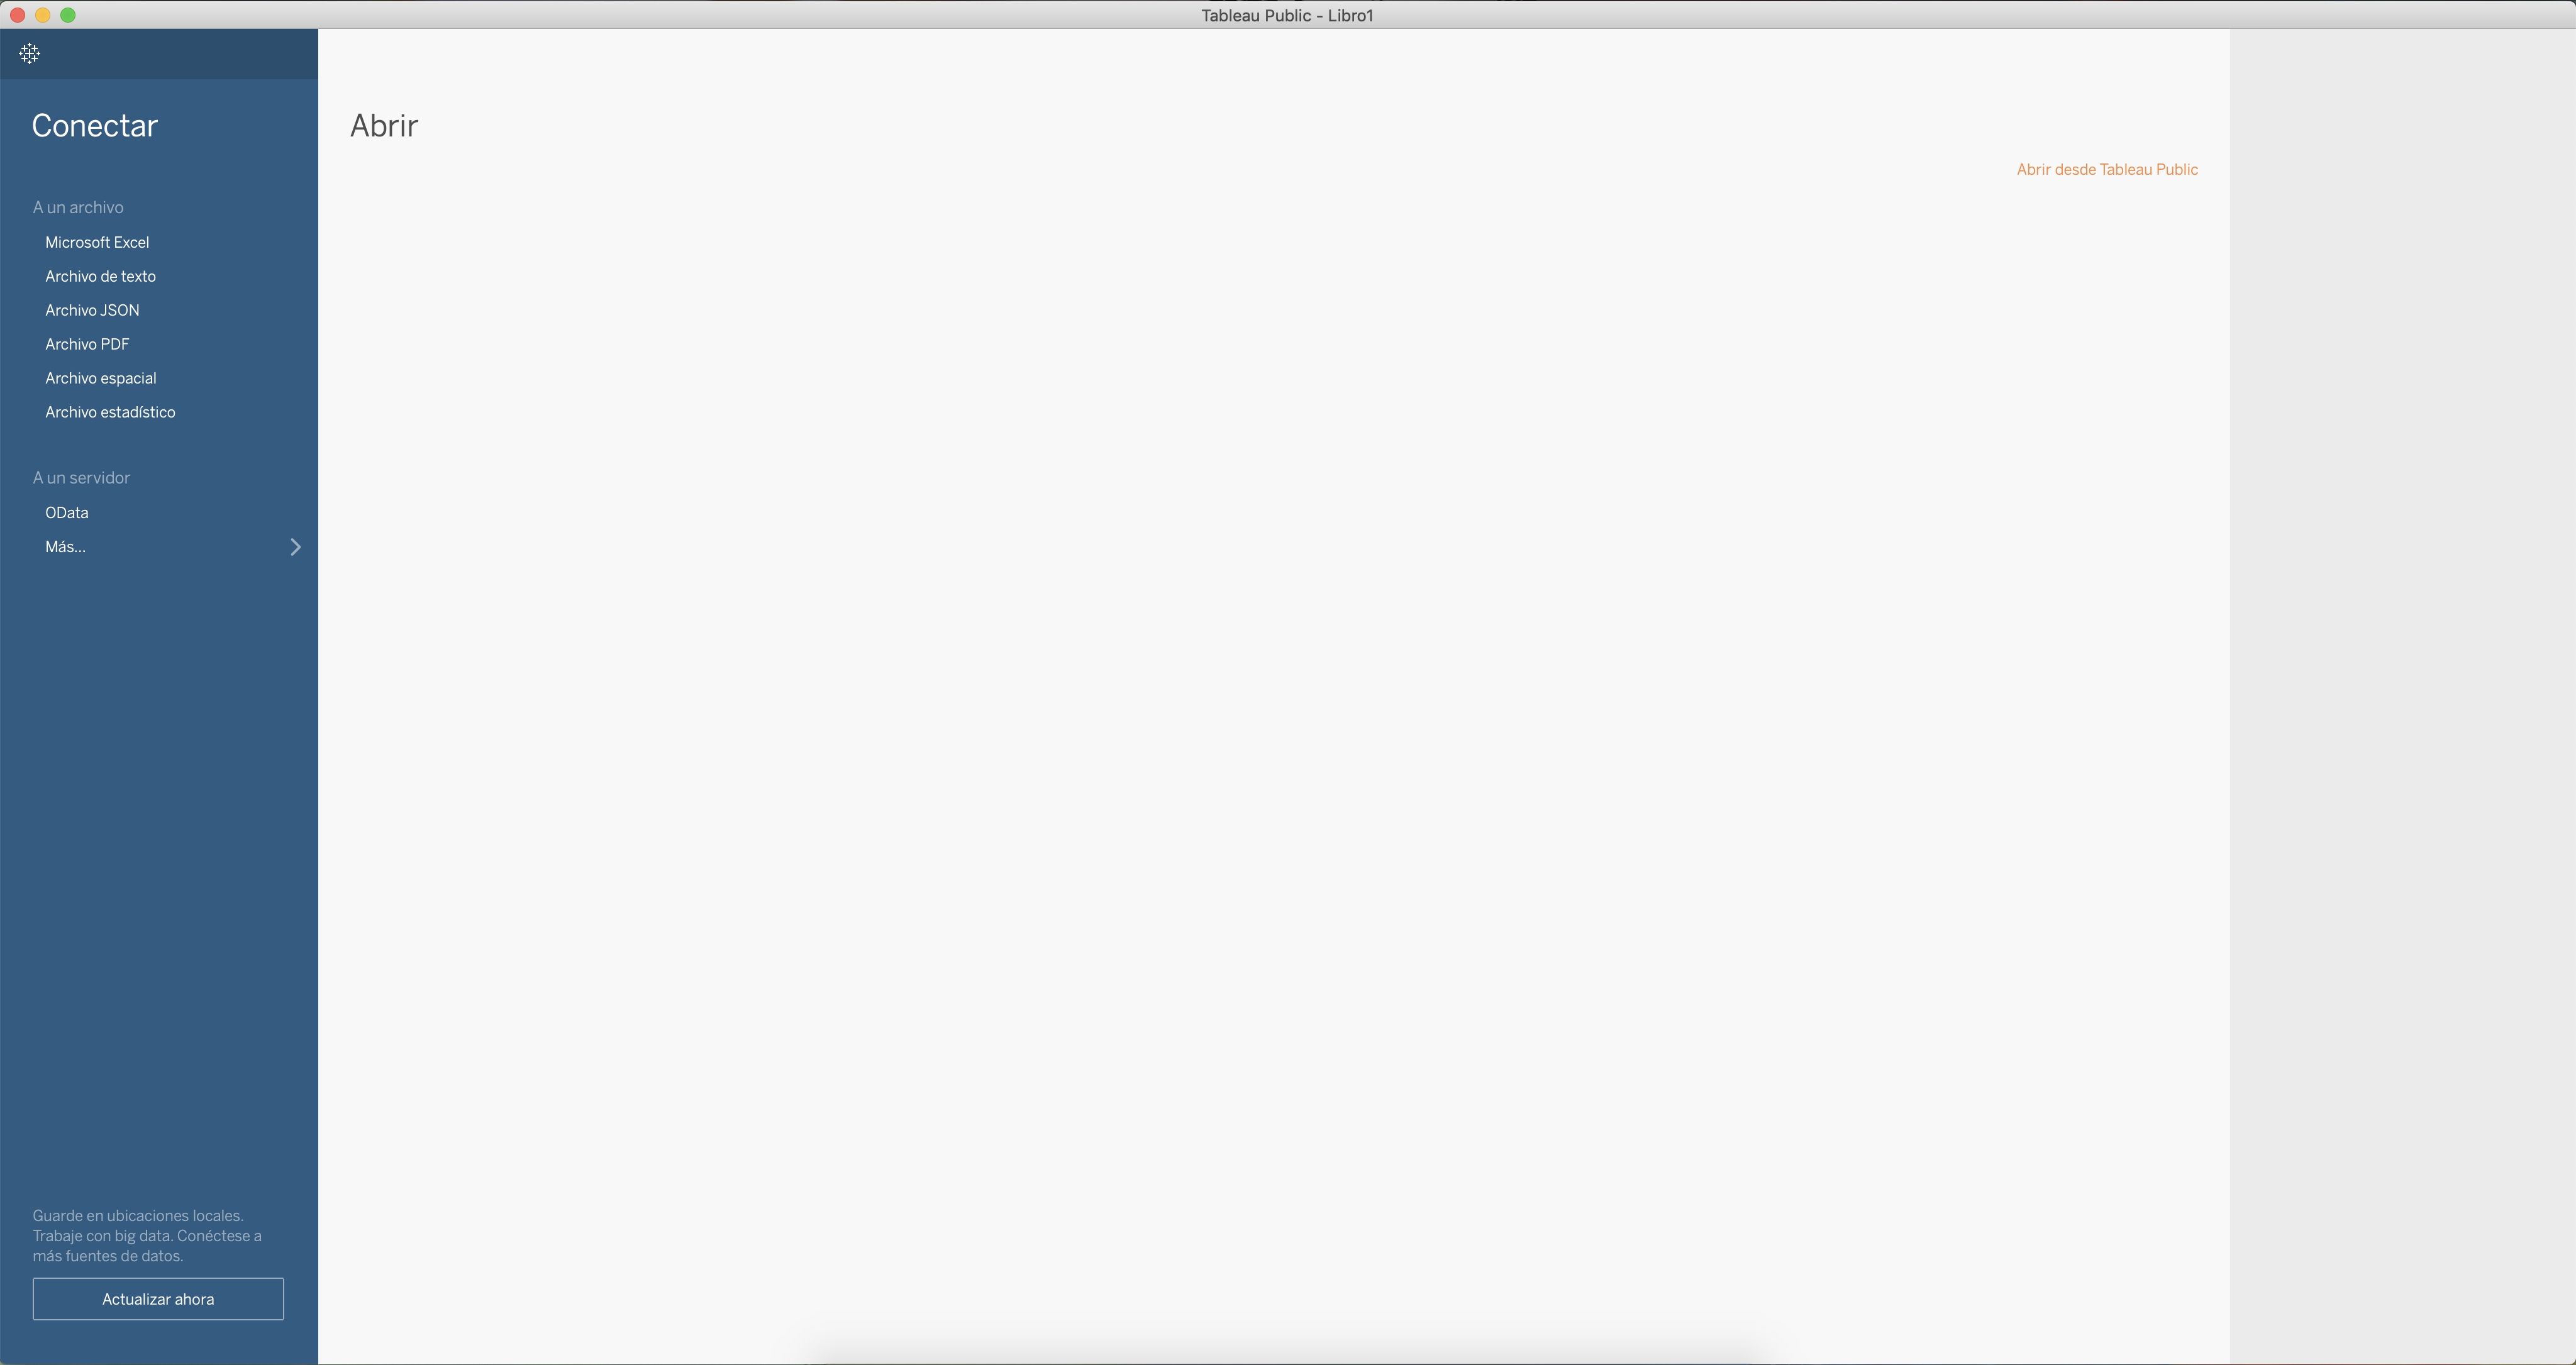 Tableau Public - Libro1
Conectar
A un archivo
Microsoft Excel
Archivo de texto
Archivo JSON
Archivo PDF
Archivo espacial
Archivo estadístico
A un servidor
OData
Más...
Guarde en ubicaciones locales.
Trabaje con big data. Conéctese a
más fuentes de datos.
Actualizar ahora
Abrir
Abrir desde Tableau Public